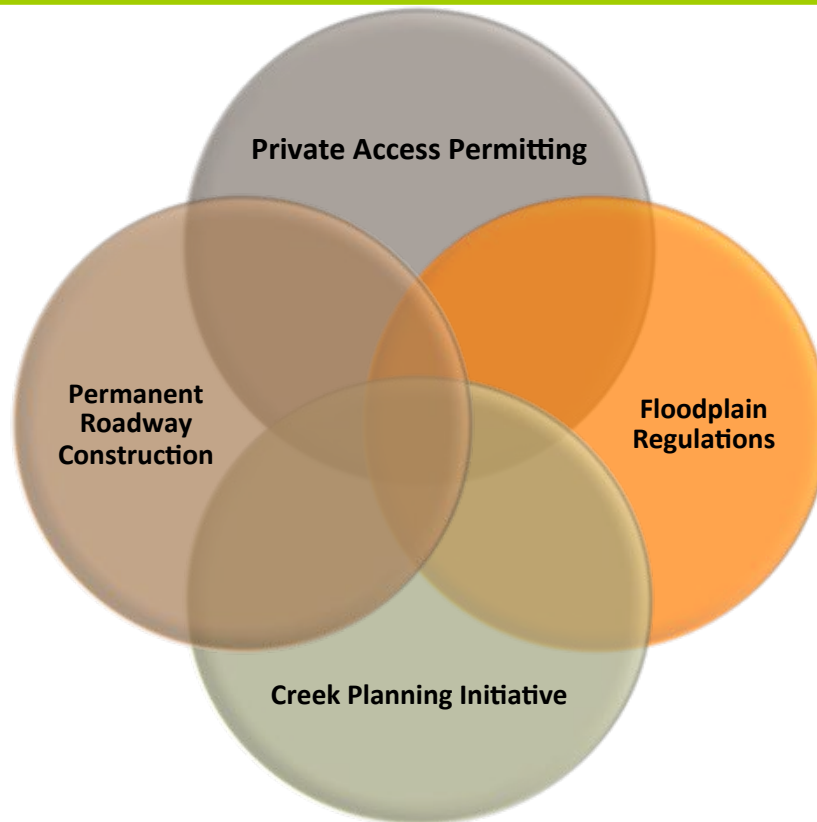 Private Access Permitting
Permanent
Roadway
Construction
Floodplain
Regulations
Creek Planning Initiative